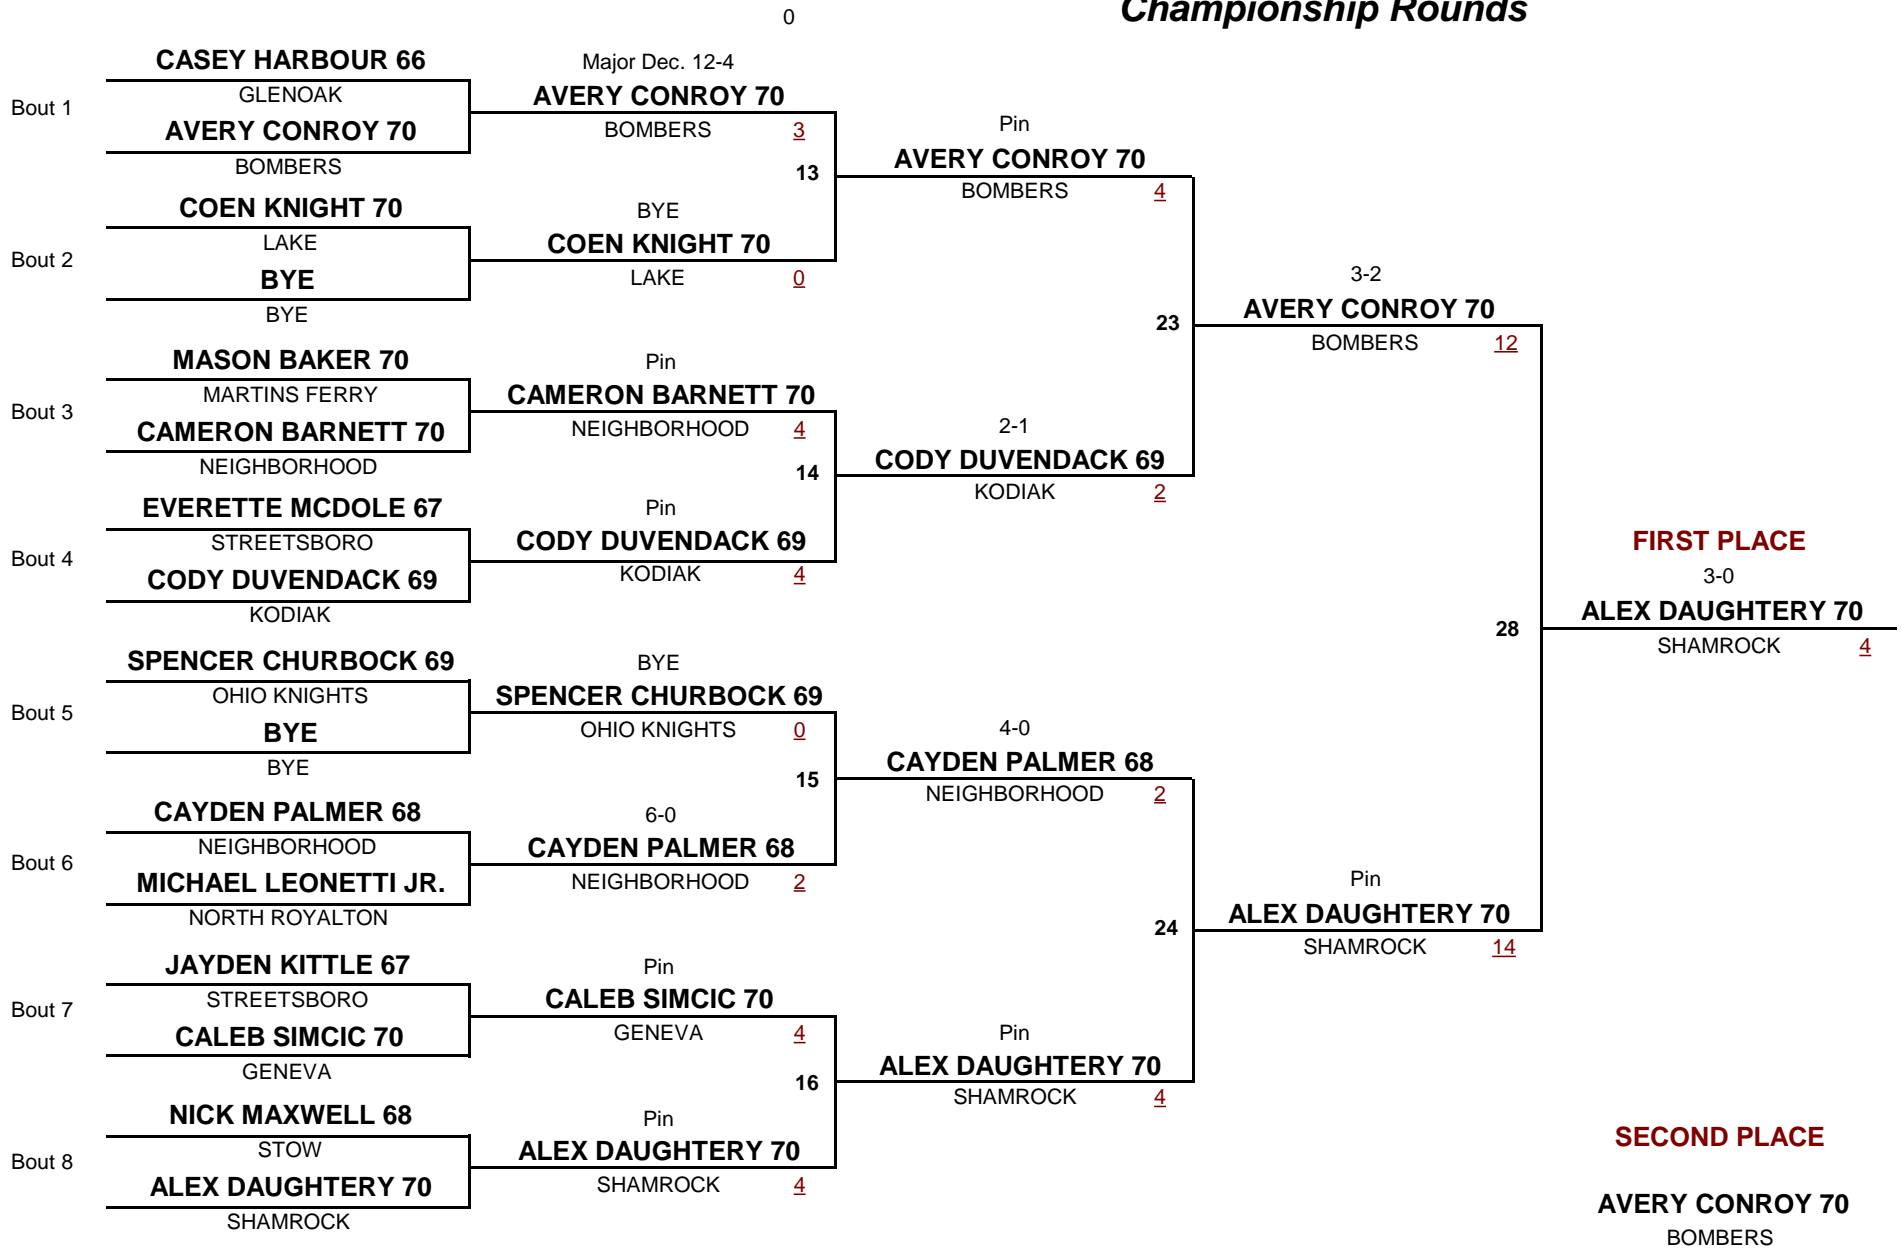 Championship Rounds
0
CASEY HARBOUR 66
GLENOAK
Bout 1
AVERY CONROY 70
BOMBERS
COEN KNIGHT 70
LAKE
Bout 2
BYE
BYE
MASON BAKER 70
MARTINS FERRY
Bout 3
CAMERON BARNETT 70
NEIGHBORHOOD
EVERETTE MCDOLE 67
STREETSBORO
Bout 4
CODY DUVENDACK 69
KODIAK
SPENCER CHURBOCK 69
OHIO KNIGHTS
Bout 5
BYE
BYE
CAYDEN PALMER 68
NEIGHBORHOOD
Bout 6
MICHAEL LEONETTI JR.
NORTH ROYALTON
JAYDEN KITTLE 67
STREETSBORO
Bout 7
CALEB SIMCIC 70
GENEVA
NICK MAXWELL 68
STOW
Bout 8
ALEX DAUGHTERY 70
SHAMROCK
Major Dec. 12-4
AVERY CONROY 70
BOMBERS 3
13
BYE
COEN KNIGHT 70
LAKE 0
Pin
CAMERON BARNETT 70
NEIGHBORHOOD 4
14
Pin
CODY DUVENDACK 69
KODIAK 4
BYE
SPENCER CHURBOCK 69
OHIO KNIGHTS 0
15
6-0
CAYDEN PALMER 68
NEIGHBORHOOD 2
Pin
CALEB SIMCIC 70
GENEVA 4
16
Pin
ALEX DAUGHTERY 70
SHAMROCK 4
Pin
AVERY CONROY 70
BOMBERS 4
23
2-1
CODY DUVENDACK 69
KODIAK 2
4-0
CAYDEN PALMER 68
NEIGHBORHOOD 2
24
Pin
ALEX DAUGHTERY 70
SHAMROCK 4
3-2
AVERY CONROY 70
BOMBERS 12
28
Pin
ALEX DAUGHTERY 70
SHAMROCK 14
FIRST PLACE
3-0
ALEX DAUGHTERY 70
SHAMROCK 4
SECOND PLACE
AVERY CONROY 70
BOMBERS